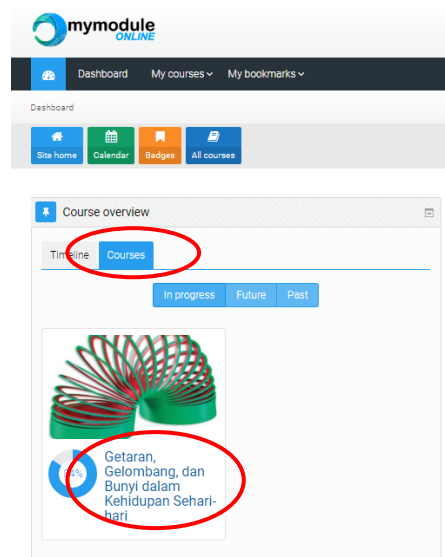 mymodule
ONLINE
Dashboard My courses My bookmarks
Dashboard
Site home Calendar Badges All courses
Course overview
Timeline Courses
In progress Future Past
84%
Getaran,
Gelombang, dan
Bunyi dalam
Kehidupan Sehari-
hari